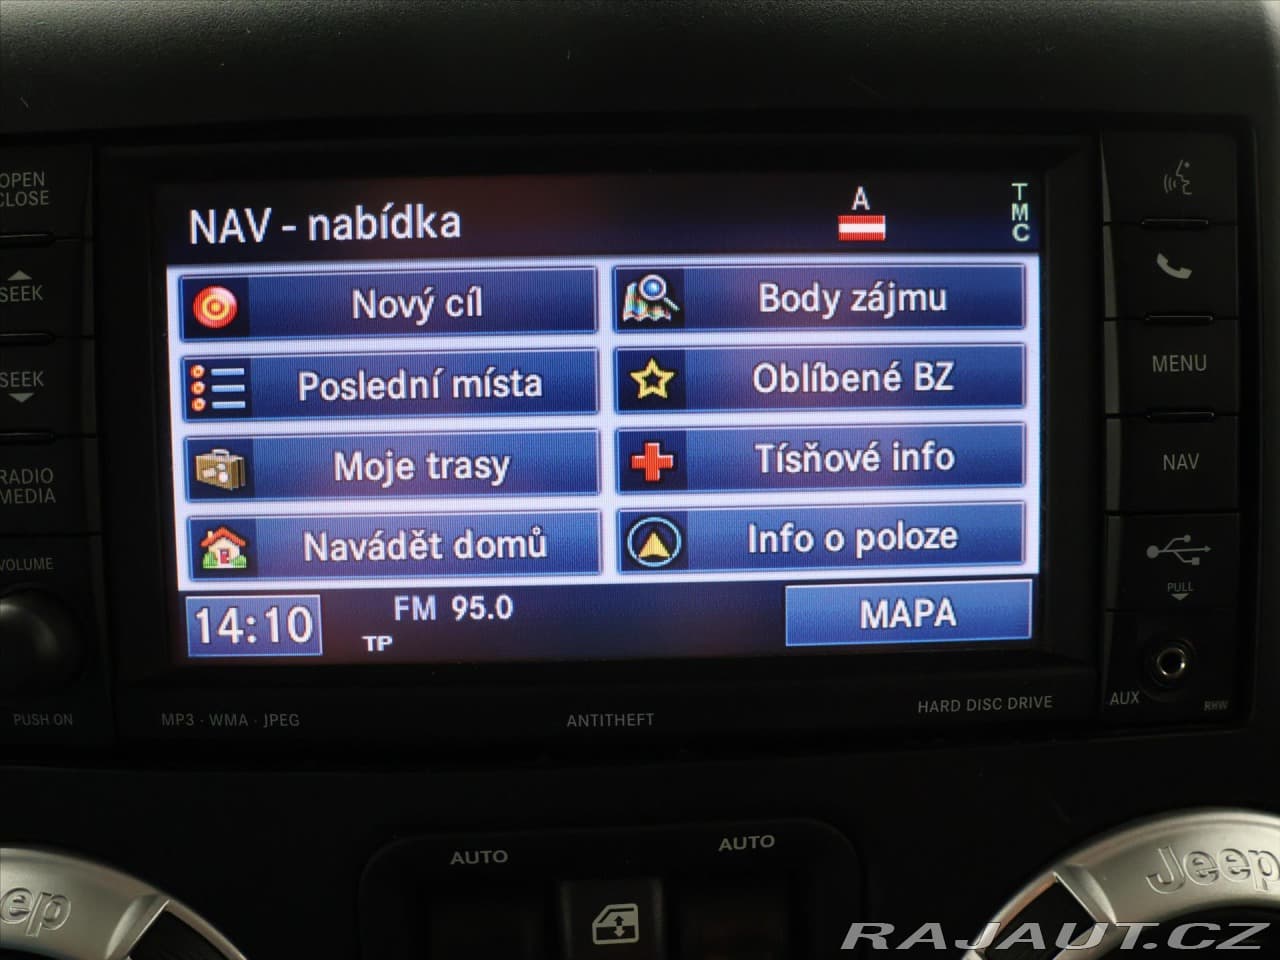 OPEN
CLOSE
SEEK
SEEK
RADIO
MEDIA
VOLUME
PUSH ON
NAV - nabídka
A
TMC
Nový cíl
Body zájmu
Poslední místa
Oblíbené BZ
Moje trasy
Tísňové info
Navádět domů
Info o poloze
14:10
FM 95.0
TP
MAPA
MENU
NAV
PULL
AUX
RHW
MP3 · WMA · JPEG
ANTITHEFT
HARD DISC DRIVE
AUTO
AUTO
Jeep
eep
RAJAUT.CZ